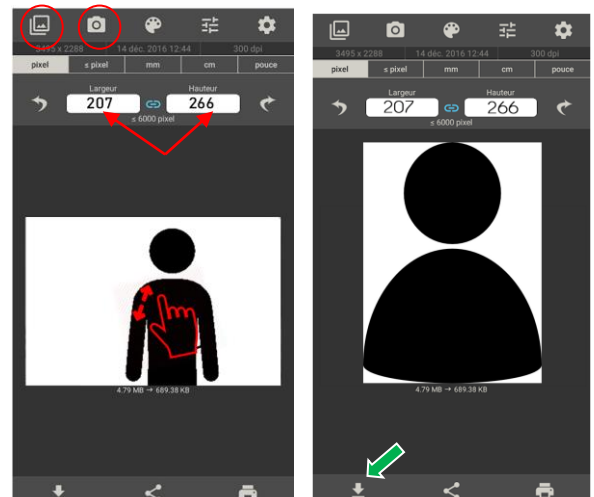 3495 x 2288 14 déc. 2016 12:44 300 dpi
pixel ≤ pixel mm cm pouce
Largeur Hauteur
207 266
≤ 6000 pixel
4.79 MB → 689.38 KB
3495 x 2288 14 déc. 2016 12:44 300 dpi
pixel ≤ pixel mm cm pouce
Largeur Hauteur
207 266
≤ 6000 pixel
4.79 MB → 689.38 KB